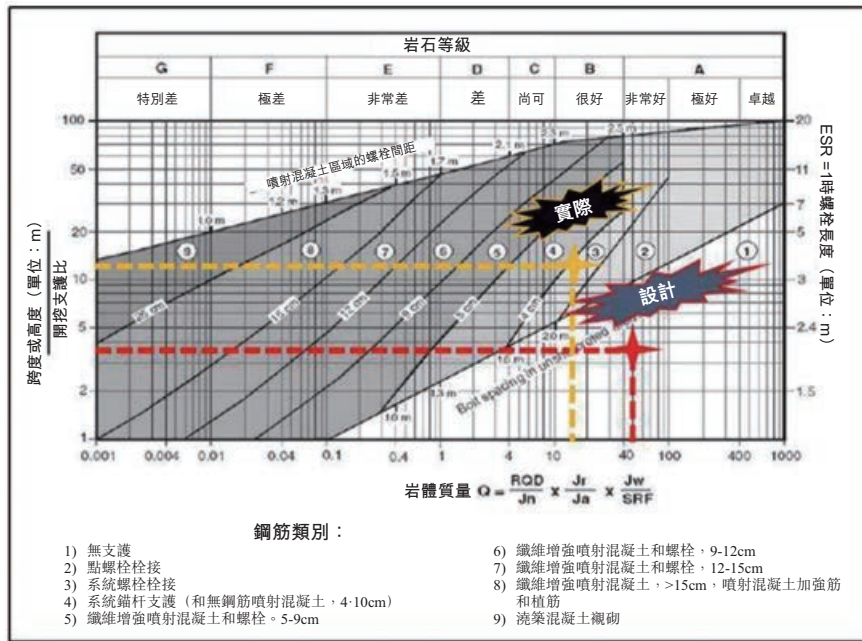 岩石等級
G F E D C B A
特別差 極差 非常差 差 尚可 很好 非常好 極好 卓越
100
50
20
10
5
2
1
跨度或高度（單位：m）
開挖支護比
20
11
7
5
3
2.4
1.5
ESR = 1時螺栓長度（單位：m）
噴射混凝土區域的螺栓間距
1.0 m
1.2 m
1.3 m
1.5 m
1.7 m
2.1 m
2.3 m
2.5 m
實際
設計
9 8 7 6 5 4 3 2 1
15 cm
12 cm
9 cm
5 cm
4 cm
20 m
1.3 m
Bolt spacing in
0.001 0.004 0.01 0.04 0.1 0.4 1 4 10 40 100 400 1000
岩體質量 Q = RQD/Jn x Jr/Ja x Jw/SRF
鋼筋類別：
1) 無支護
2) 點螺栓栓接
3) 系統螺栓栓接
4) 系統錨杆支護（和無鋼筋噴射混凝土，4·10cm）
5) 纖維增強噴射混凝土和螺栓。5-9cm
6) 纖維增強噴射混凝土和螺栓，9-12cm
7) 纖維增強噴射混凝土和螺栓，12-15cm
8) 纖維增強噴射混凝土，>15cm，噴射混凝土加強筋
和植筋
9) 澆築混凝土襯砌